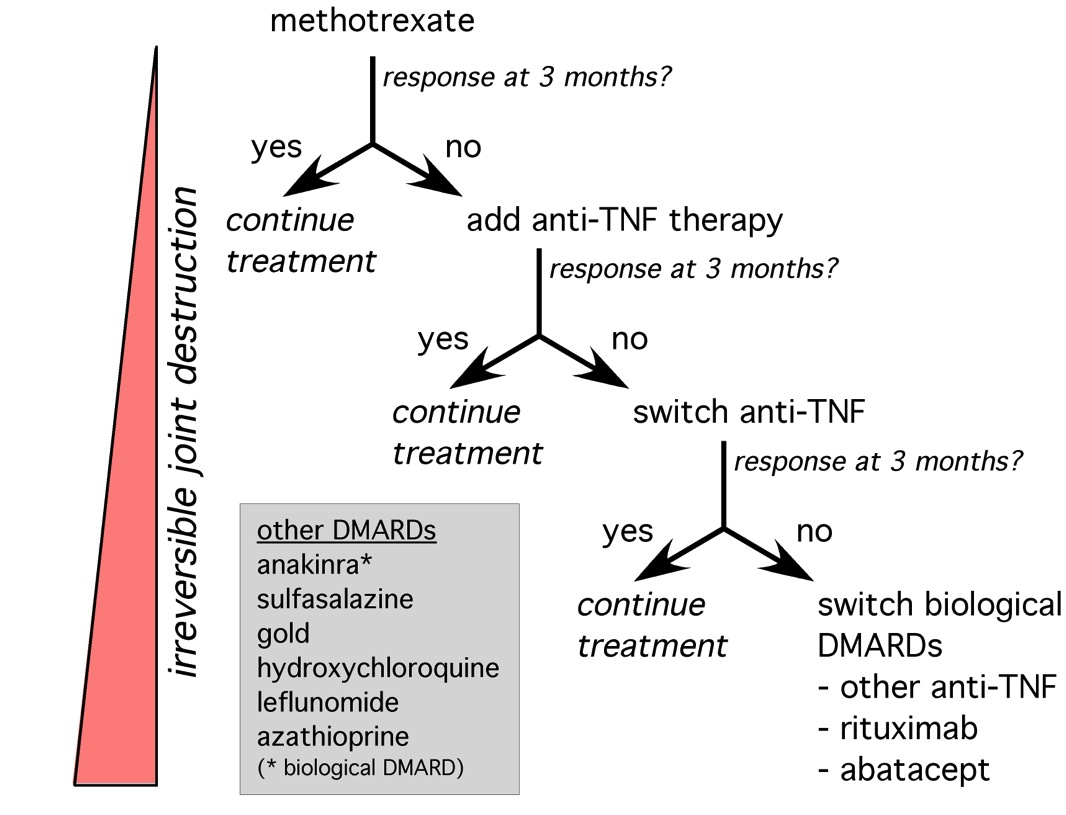 methotrexate
response at 3 months?
yes
no
continue
treatment
add anti-TNF therapy
response at 3 months?
yes
no
continue
treatment
switch anti-TNF
response at 3 months?
yes
no
continue
treatment
switch biological
DMARDs
- other anti-TNF
- rituximab
- abatacept
irreversible joint destruction
other DMARDs
anakinra*
sulfasalazine
gold
hydroxychloroquine
leflunomide
azathioprine
(* biological DMARD)